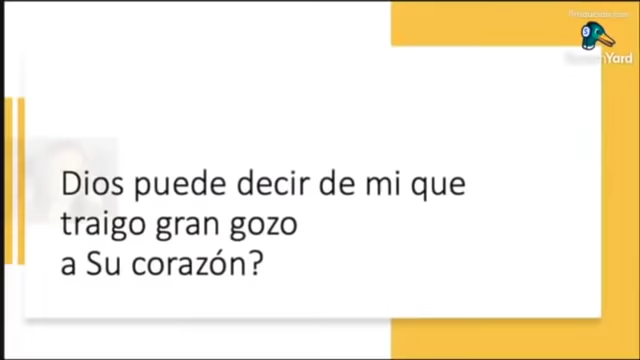 Dios puede decir de mi que
traigo gran gozo
a Su corazón?